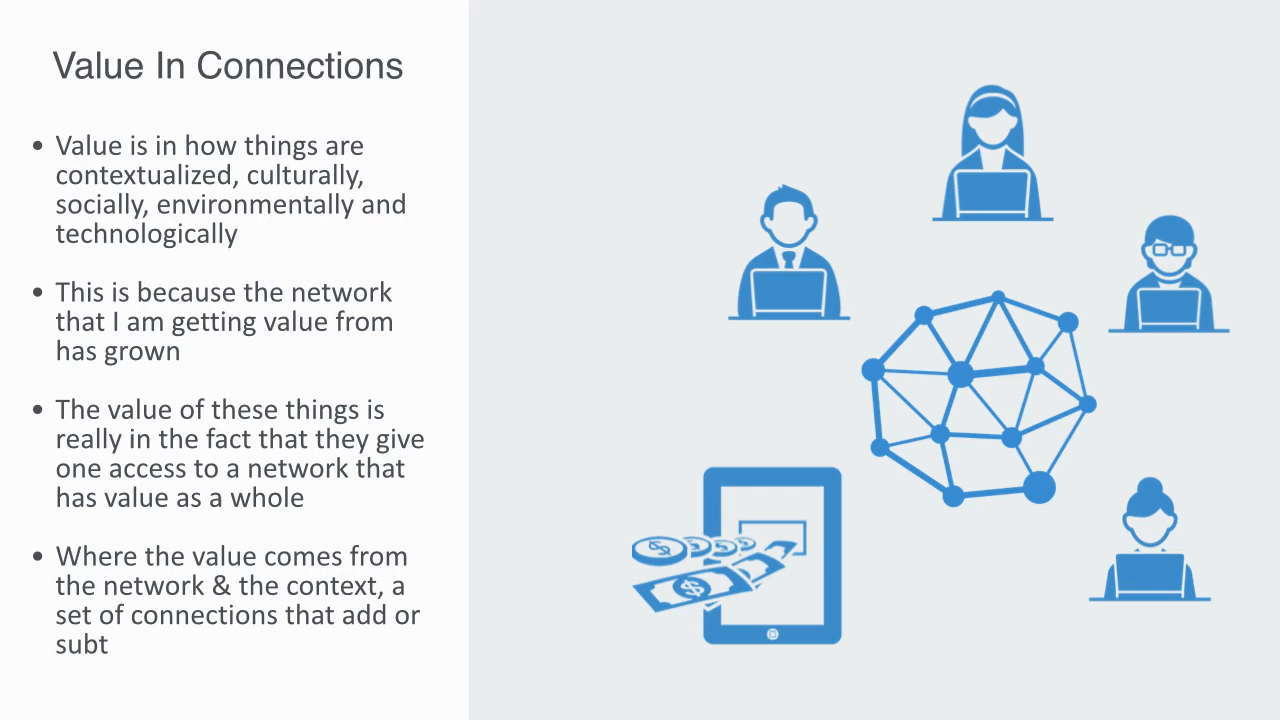 Value In Connections
• Value is in how things are
contextualized, culturally,
socially, environmentally and
technologically
• This is because the network
that I am getting value from
has grown
• The value of these things is
really in the fact that they give
one access to a network that
has value as a whole
• Where the value comes from
the network & the context, a
set of connections that add or
subt
$ $ $ $
$ $